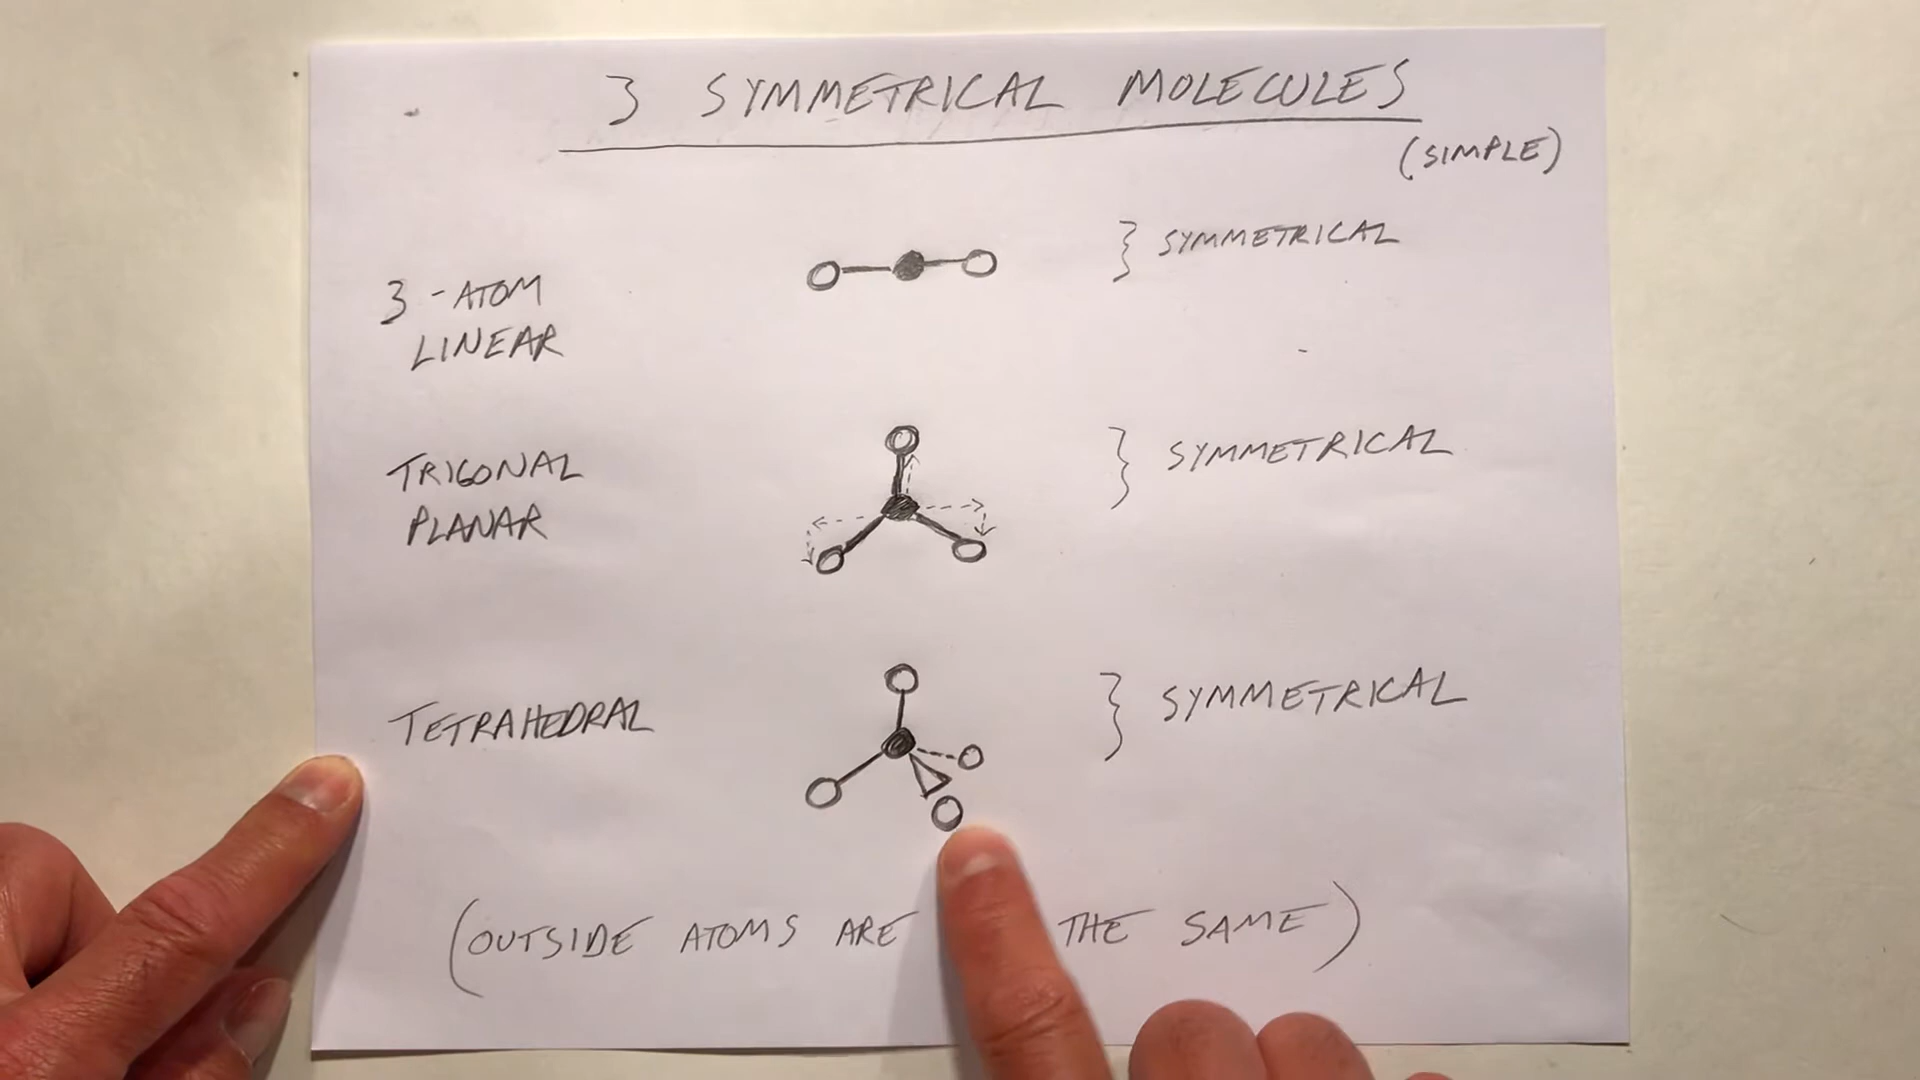 3 SYMMETRICAL MOLECULES
(SIMPLE)
3-ATOM
LINEAR
} SYMMETRICAL
TRIGONAL
PLANAR
} SYMMETRICAL
TETRAHEDRAL
} SYMMETRICAL
(OUTSIDE ATOMS ARE THE SAME)